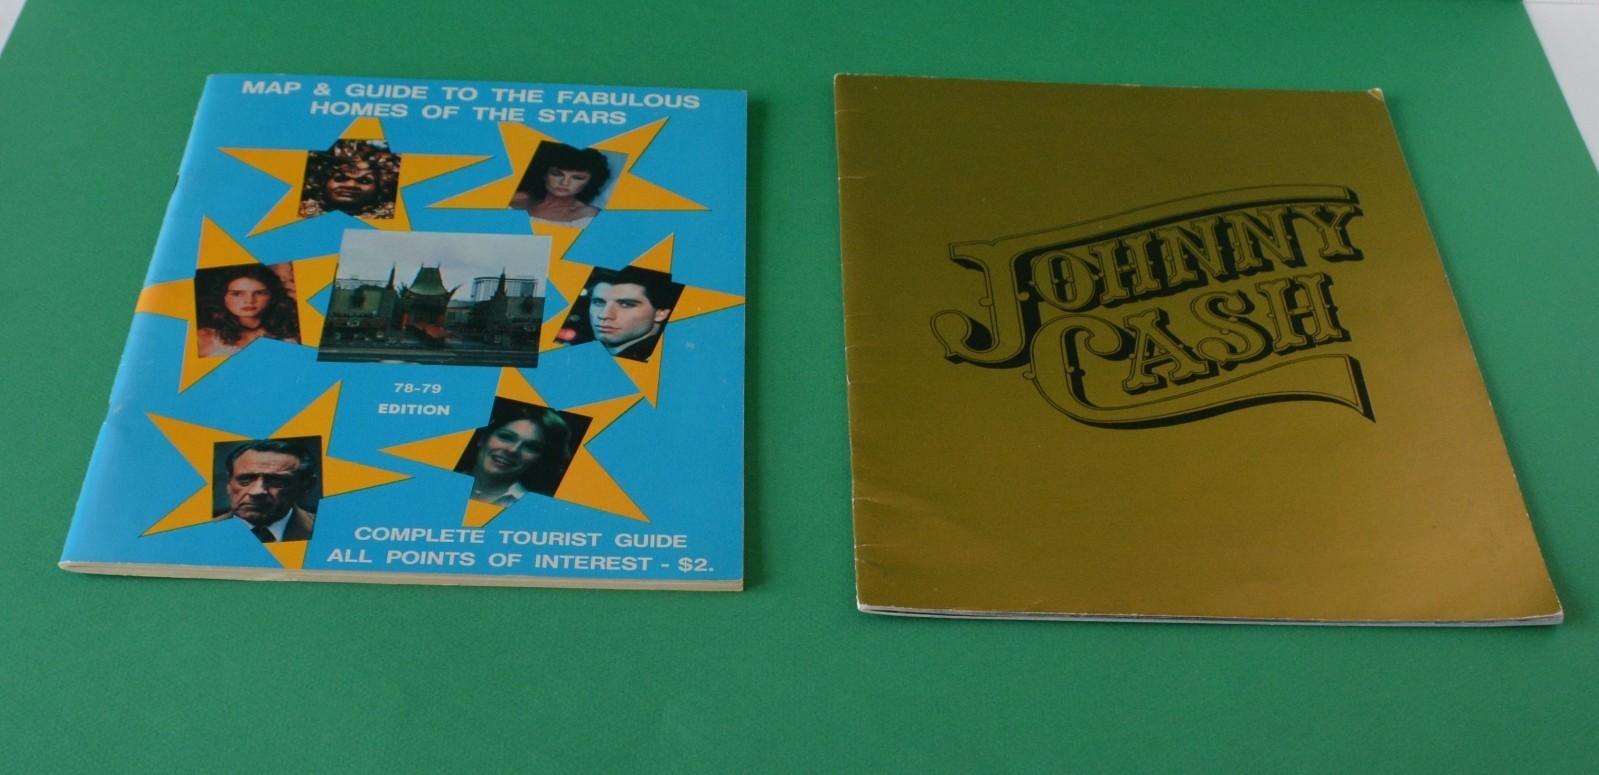 MAP & GUIDE TO THE FABULOUS
HOMES OF THE STARS
78-79
EDITION
COMPLETE TOURIST GUIDE
ALL POINTS OF INTEREST - $2.
JOHNNY
CASH